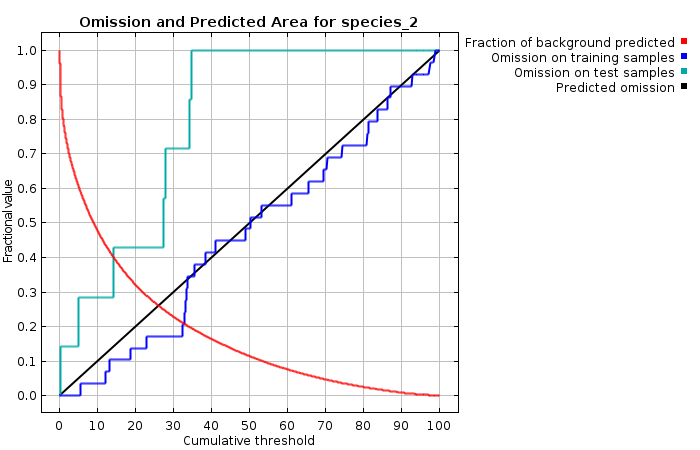 Omission and Predicted Area for species_2
Fraction of background predicted
Omission on training samples
Omission on test samples
Predicted omission
Fractional value
1.0
0.9
0.8
0.7
0.6
0.5
0.4
0.3
0.2
0.1
0.0
0 10 20 30 40 50 60 70 80 90 100
Cumulative threshold